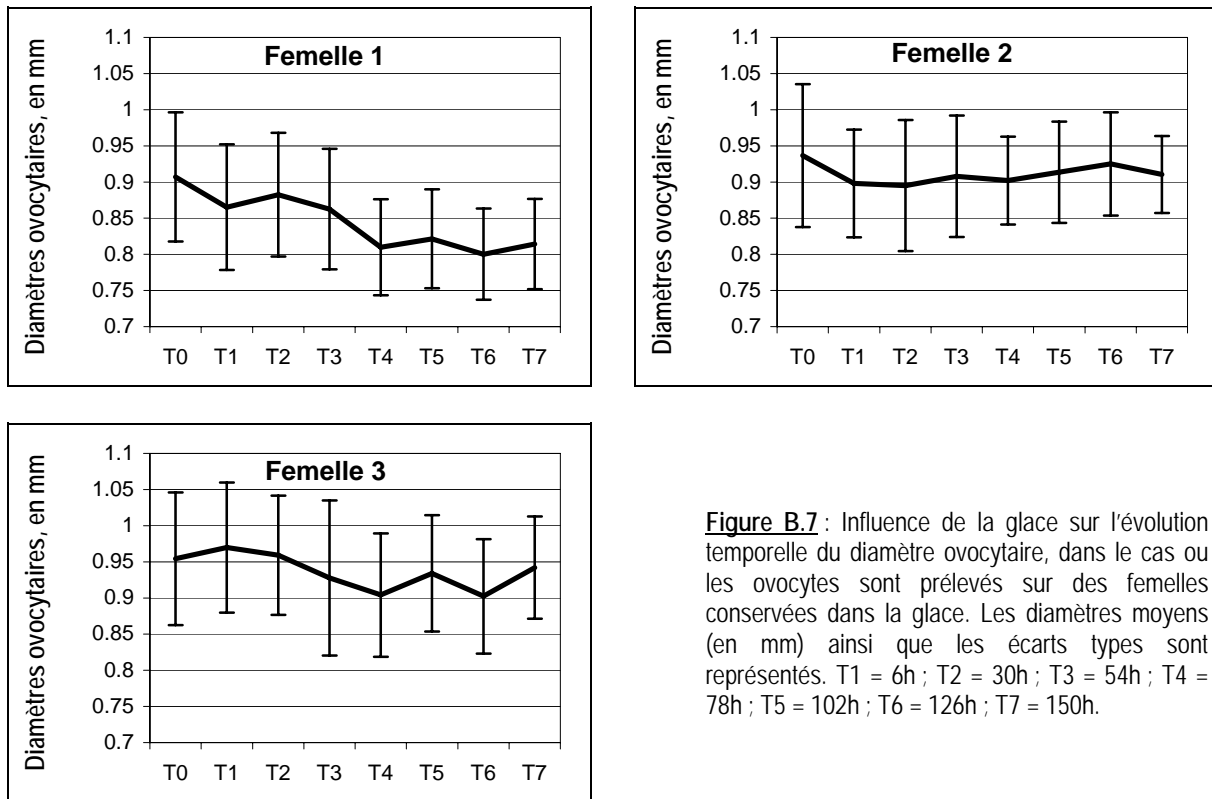 Femelle 1
Diamètres ovocytaires, en mm
1.1
1.05
1
0.95
0.9
0.85
0.8
0.75
0.7
T0 T1 T2 T3 T4 T5 T6 T7
Femelle 2
Diamètres ovocytaires, en mm
1.1
1.05
1
0.95
0.9
0.85
0.8
0.75
0.7
T0 T1 T2 T3 T4 T5 T6 T7
Femelle 3
Diamètres ovocytaires, en mm
1.1
1.05
1
0.95
0.9
0.85
0.8
0.75
0.7
T0 T1 T2 T3 T4 T5 T6 T7
Figure B.7 : Influence de la glace sur l'évolution
temporelle du diamètre ovocytaire, dans le cas ou
les ovocytes sont prélevés sur des femelles
conservées dans la glace. Les diamètres moyens
(en mm) ainsi que les écarts types sont
représentés. T1 = 6h ; T2 = 30h ; T3 = 54h ; T4 =
78h ; T5 = 102h ; T6 = 126h ; T7 = 150h.